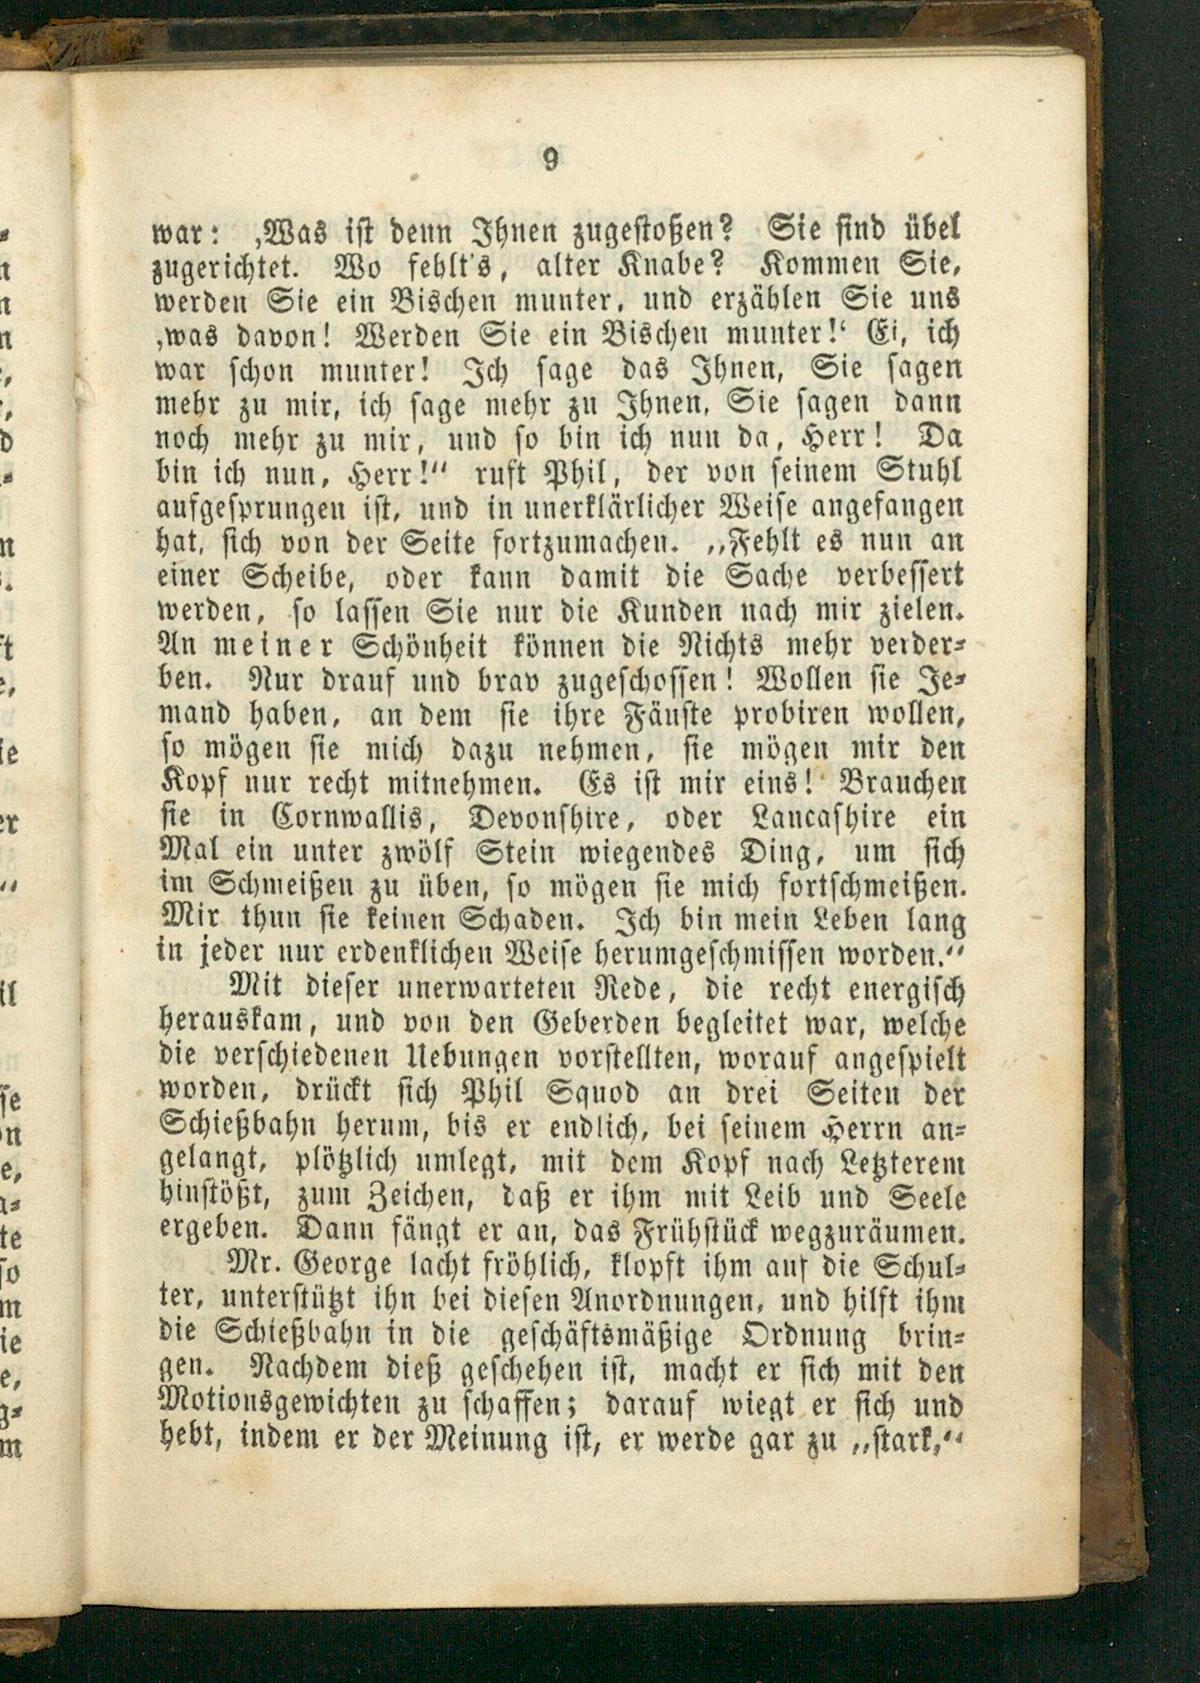 9
war: ‚Was ist denn Ihnen zugestoßen? Sie sind übel
zugerichtet. Wo fehlt's, alter Knabe? Kommen Sie,
werden Sie ein Bischen munter, und erzählen Sie uns
‚was davon! Werden Sie ein Bischen munter!‘ Ei, ich
war schon munter! Ich sage das Ihnen, Sie sagen
mehr zu mir, ich sage mehr zu Ihnen, Sie sagen dann
noch mehr zu mir, und so bin ich nun da, Herr! Da
bin ich nun, Herr!“ ruft Phil, der von seinem Stuhl
aufgesprungen ist, und in unerklärlicher Weise angefangen
hat, sich von der Seite fortzumachen. „Fehlt es nun an
einer Scheibe, oder kann damit die Sache verbessert
werden, so lassen Sie nur die Kunden nach mir zielen.
An meiner Schönheit können die Nichts mehr verder-
ben. Nur drauf und brav zugeschossen! Wollen sie Je-
mand haben, an dem sie ihre Fäuste probiren wollen,
so mögen sie mich dazu nehmen, sie mögen mir den
Kopf nur recht mitnehmen. Es ist mir eins! Brauchen
sie in Cornwallis, Devonshire, oder Lancashire ein
Mal ein unter zwölf Stein wiegendes Ding, um sich
im Schmeißen zu üben, so mögen sie mich fortschmeißen.
Mir thun sie keinen Schaden. Ich bin mein Leben lang
in jeder nur erdenklichen Weise herumgeschmissen worden.“
Mit dieser unerwarteten Rede, die recht energisch
herauskam, und von den Geberden begleitet war, welche
die verschiedenen Uebungen vorstellten, worauf angespielt
worden, drückt sich Phil Squod an drei Seiten der
Schießbahn herum, bis er endlich, bei seinem Herrn an-
gelangt, plötzlich umlegt, mit dem Kopf nach Letzterem
hinstößt, zum Zeichen, daß er ihm mit Leib und Seele
ergeben. Dann fängt er an, das Frühstück wegzuräumen.
Mr. George lacht fröhlich, klopft ihm auf die Schul-
ter, unterstützt ihn bei diesen Anordnungen, und hilft ihm
die Schießbahn in die geschäftsmäßige Ordnung brin-
gen. Nachdem dieß geschehen ist, macht er sich mit den
Motionsgewichten zu schaffen; darauf wiegt er sich und
hebt, indem er der Meinung ist, er werde gar zu „stark,“